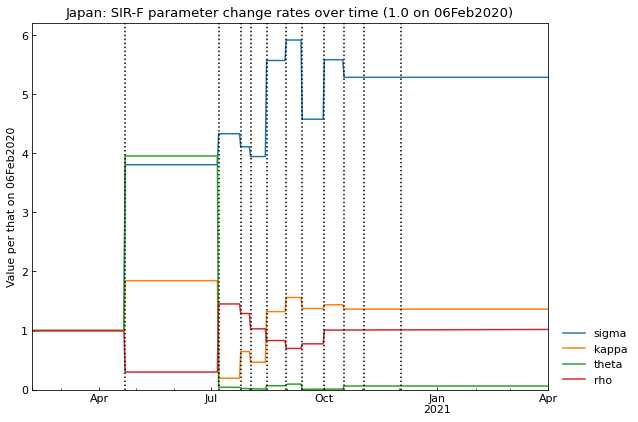 Japan: SIR-F parameter change rates over time (1.0 on 06Feb2020)
Value per that on 06Feb2020
6
5
4
3
2
1
0
Apr
Jul
Oct
Jan
2021
Apr
sigma
kappa
theta
rho